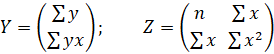 Y = (∑y
∑yx);  Z = (n  ∑x
∑x  ∑x²)